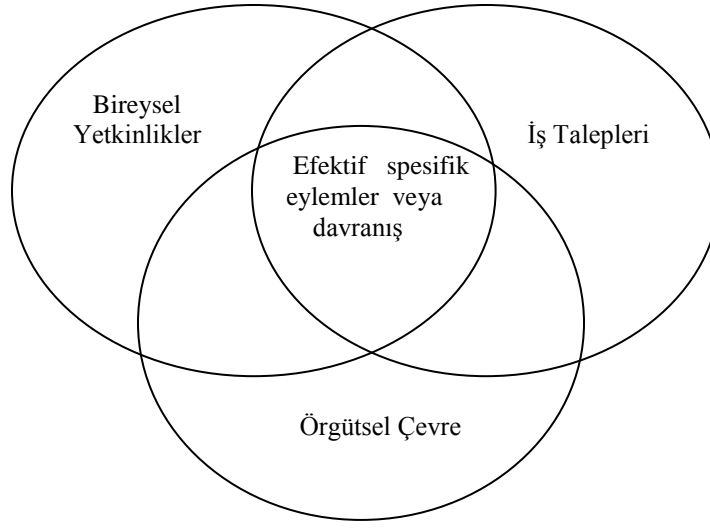 Bireysel
Yetkinlikler
İş Talepleri
Efektif spesifik
eylemler veya
davranış
Örgütsel Çevre